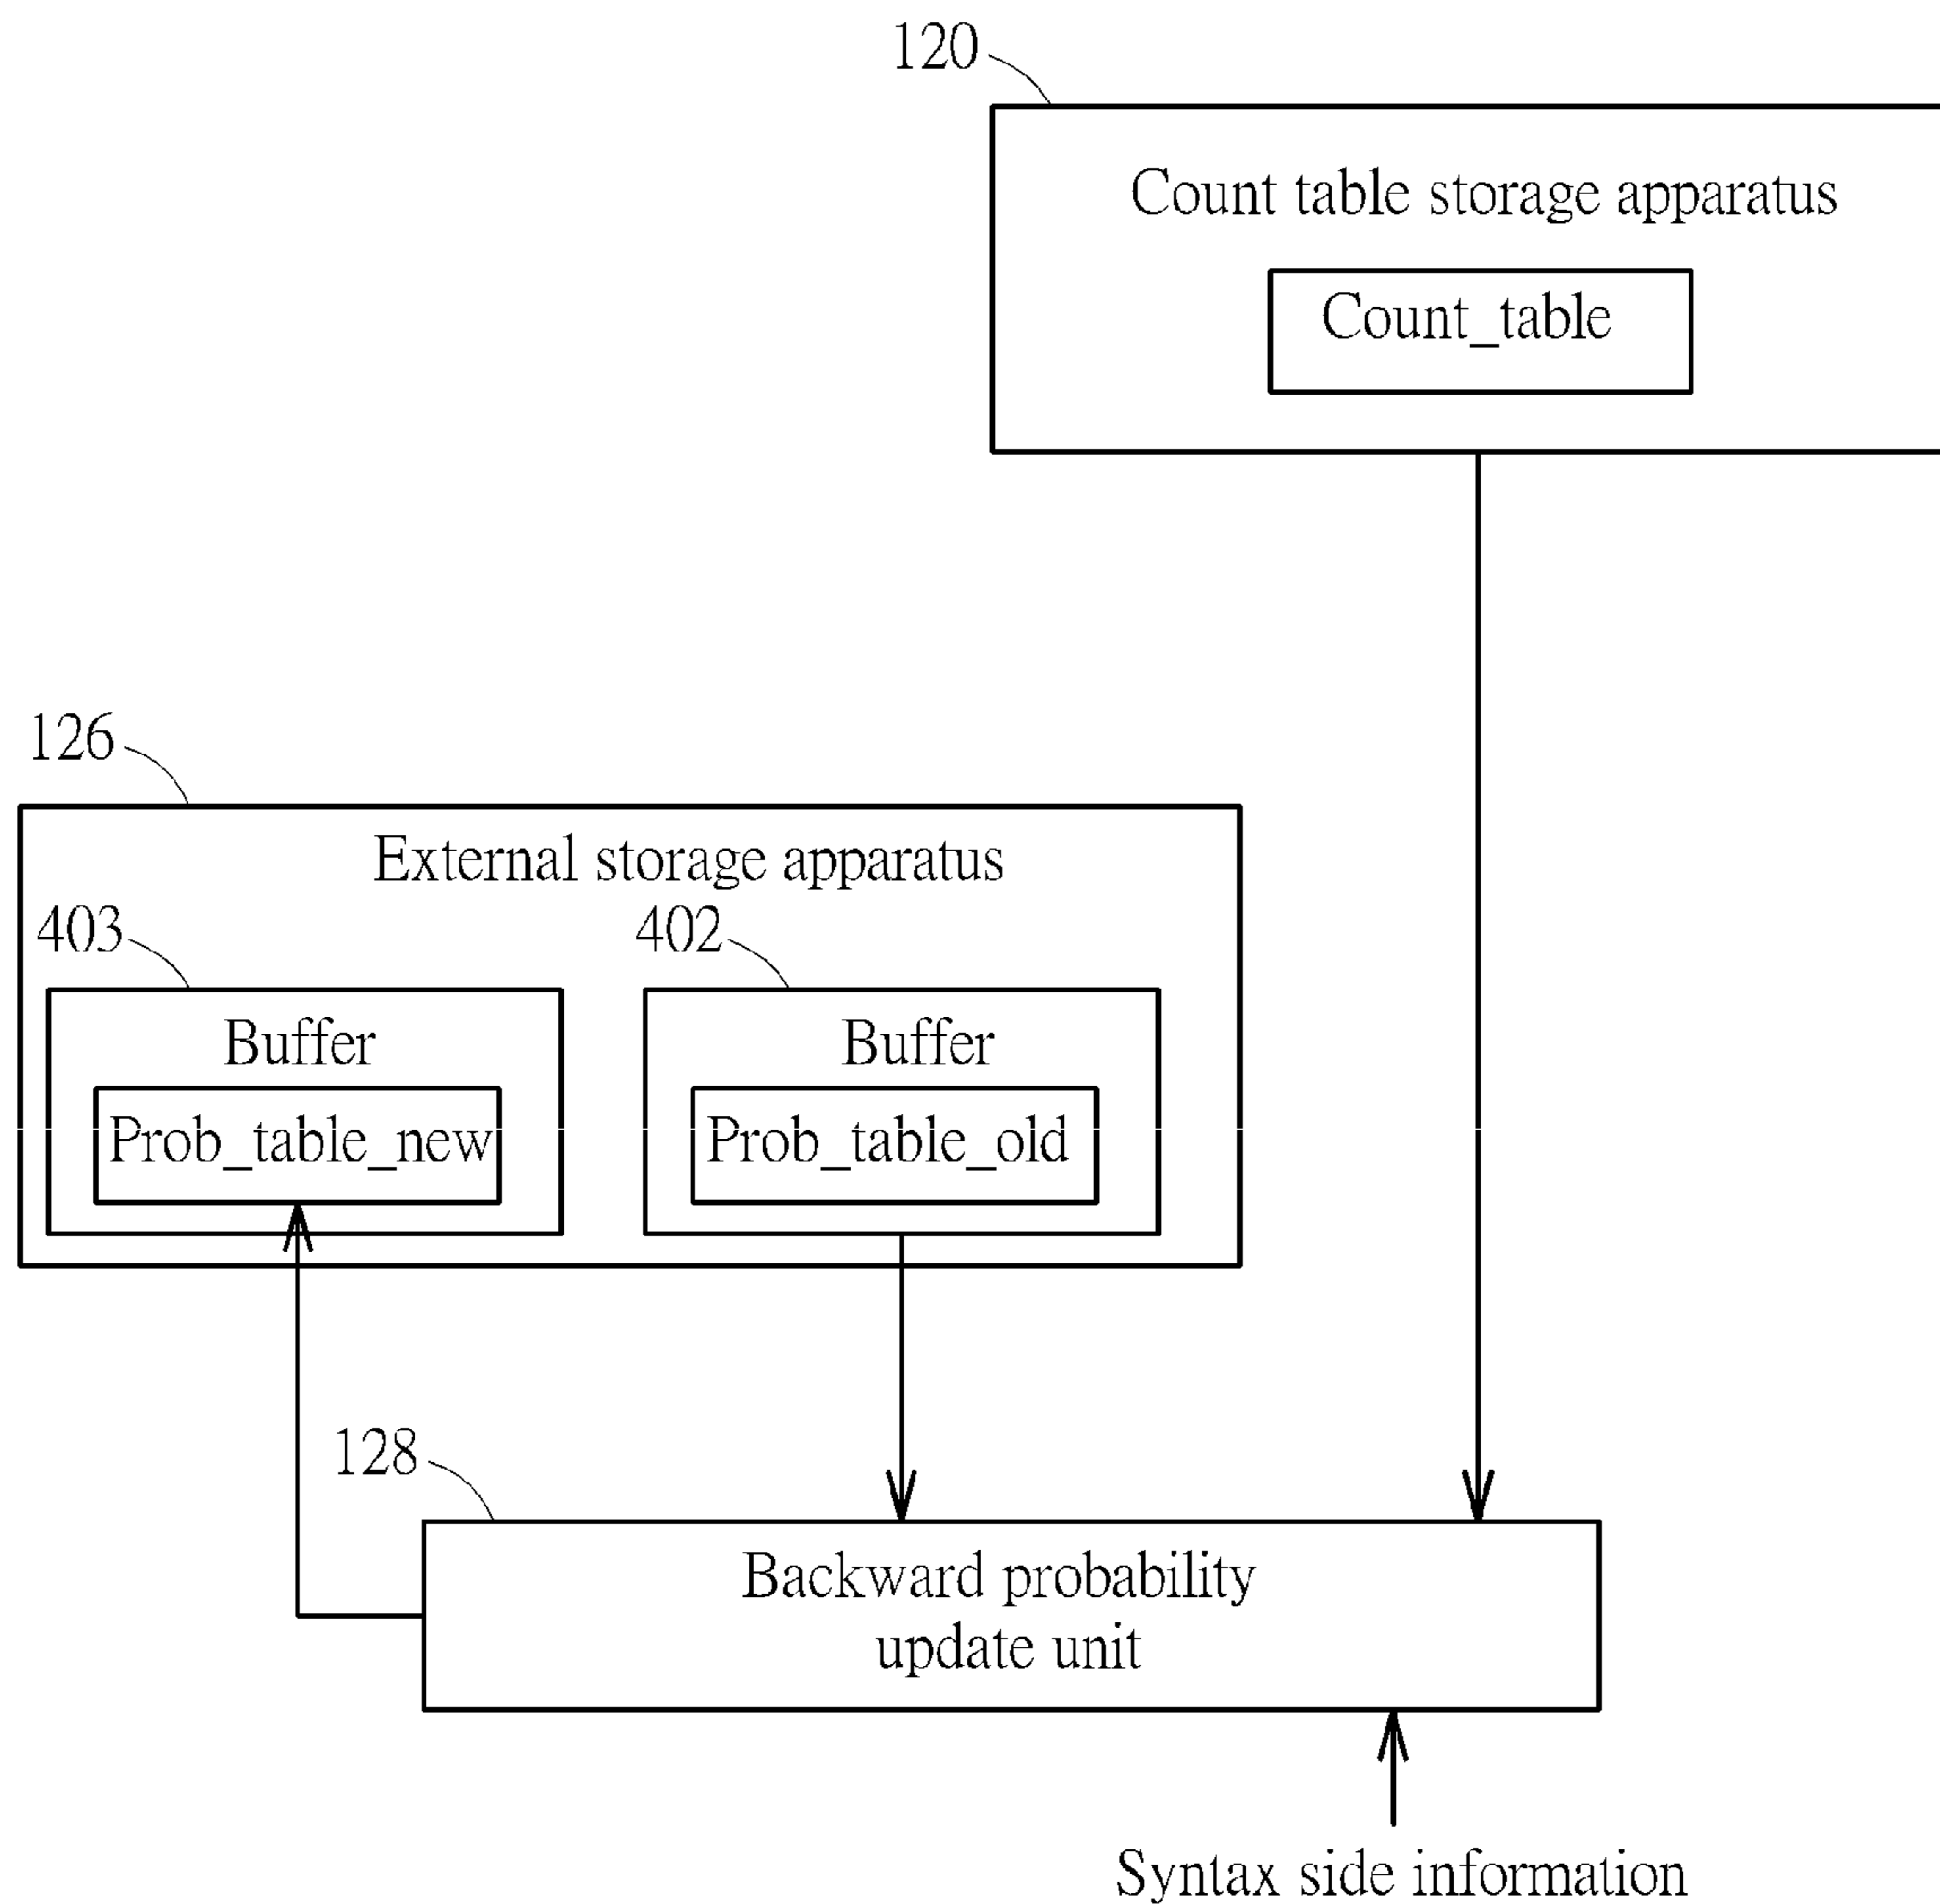 120
Count table storage apparatus
Count_table
126
External storage apparatus
403
402
Buffer
Buffer
Prob_table_new
Prob_table_old
128
Backward probability
update unit
Syntax side information